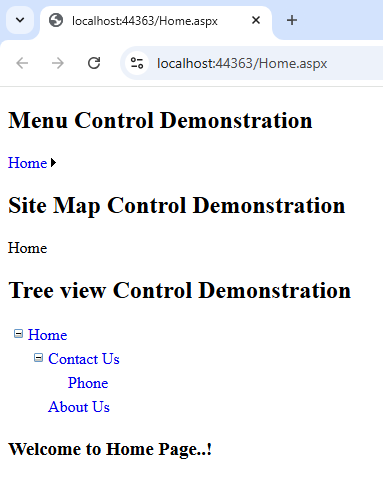 localhost:44363/Home.aspx
localhost:44363/Home.aspx
Menu Control Demonstration
Home
Site Map Control Demonstration
Home
Tree view Control Demonstration
Home
Contact Us
Phone
About Us
Welcome to Home Page..!